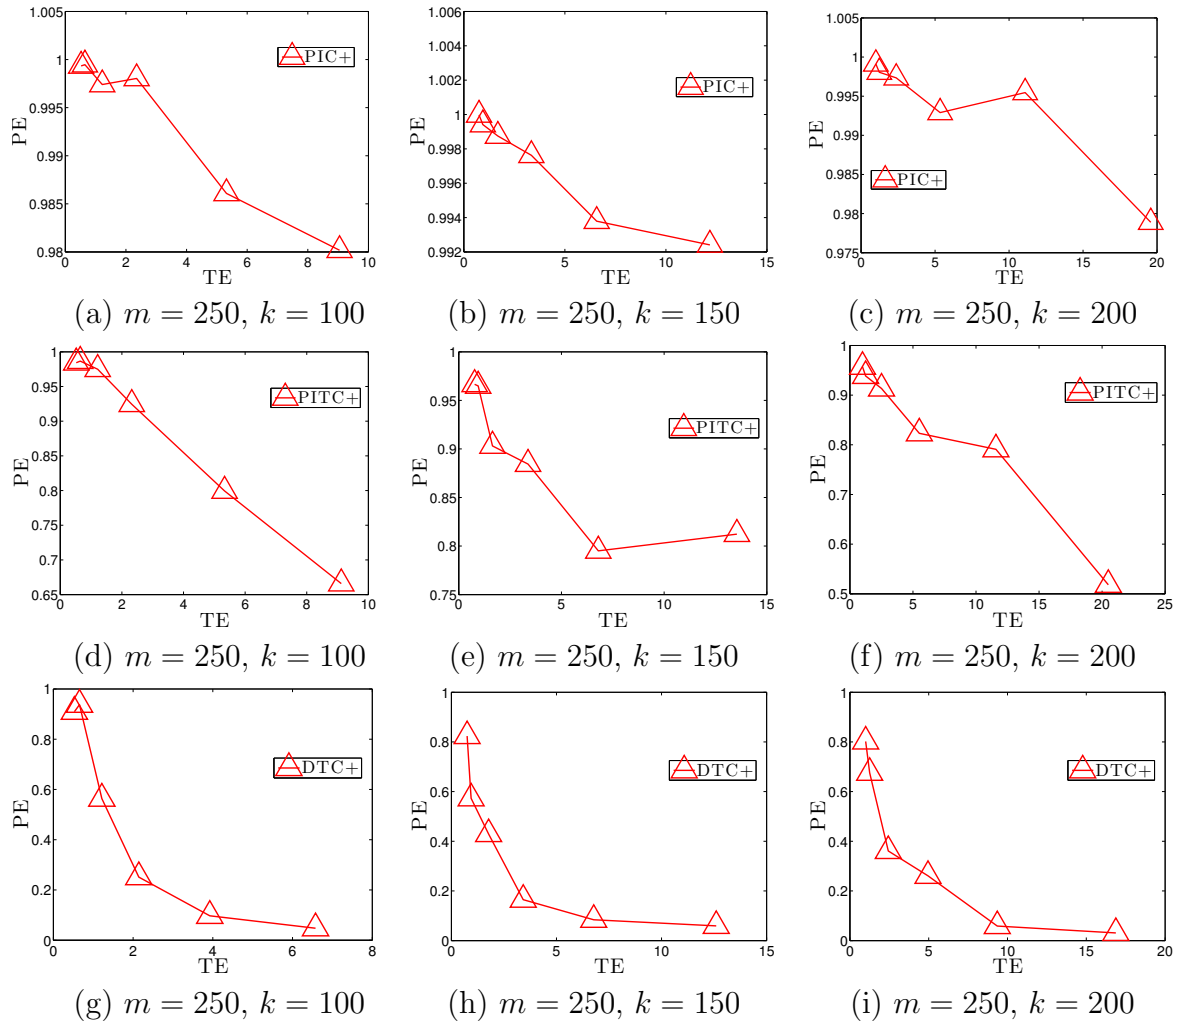 1.005
1
0.995
0.99
0.985
0.98
0 2 4 6 8 10
PE
TE
PIC+
(a) m = 250, k = 100
1.006
1.004
1.002
1
0.998
0.996
0.994
0.992
0 5 10 15
PE
TE
PIC+
(b) m = 250, k = 150
1.005
1
0.995
0.99
0.985
0.98
0.975
0 5 10 15 20
PE
TE
PIC+
(c) m = 250, k = 200
1
0.95
0.9
0.85
0.8
0.75
0.7
0.65
0 2 4 6 8 10
PE
TE
PITC+
(d) m = 250, k = 100
1
0.95
0.9
0.85
0.8
0.75
0 5 10 15
PE
TE
PITC+
(e) m = 250, k = 150
1
0.9
0.8
0.7
0.6
0.5
0 5 10 15 20 25
PE
TE
PITC+
(f) m = 250, k = 200
1
0.8
0.6
0.4
0.2
0
0 2 4 6 8
PE
TE
DTC+
(g) m = 250, k = 100
1
0.8
0.6
0.4
0.2
0
0 5 10 15
PE
TE
DTC+
(h) m = 250, k = 150
1
0.8
0.6
0.4
0.2
0
0 5 10 15 20
PE
TE
DTC+
(i) m = 250, k = 200